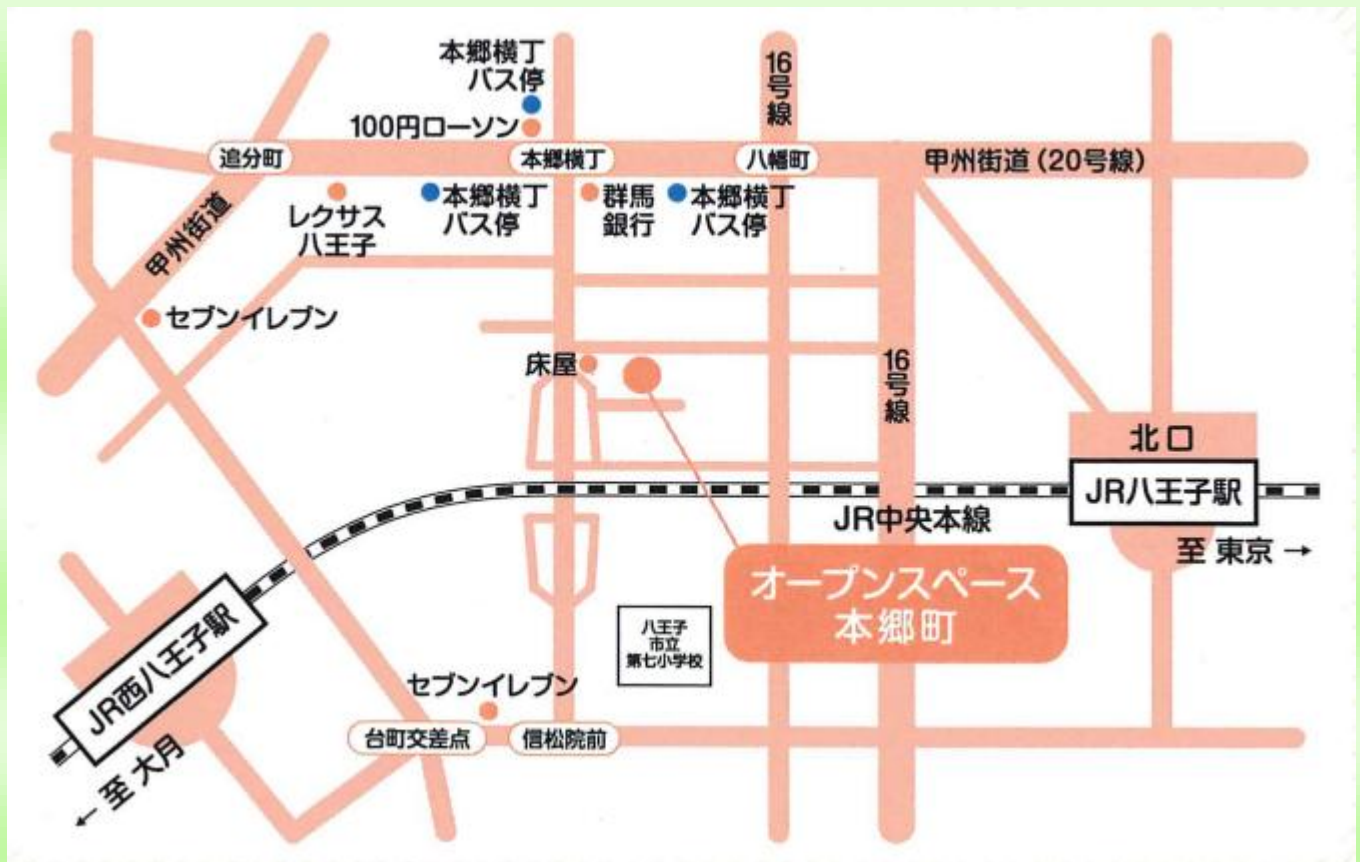 本郷横丁
バス停
100円ローソン
16号線
追分町
本郷横丁
八幡町
甲州街道(20号線)
レクサス
八王子
本郷横丁
バス停
群馬
銀行
本郷横丁
バス停
甲州街道
セブンイレブン
床屋
16号線
北口
JR八王子駅
JR中央本線
至 東京 →
オープンスペース
本郷町
八王子
市立
第七小学校
JR西八王子駅
← 至 大月
セブンイレブン
台町交差点
信松院前